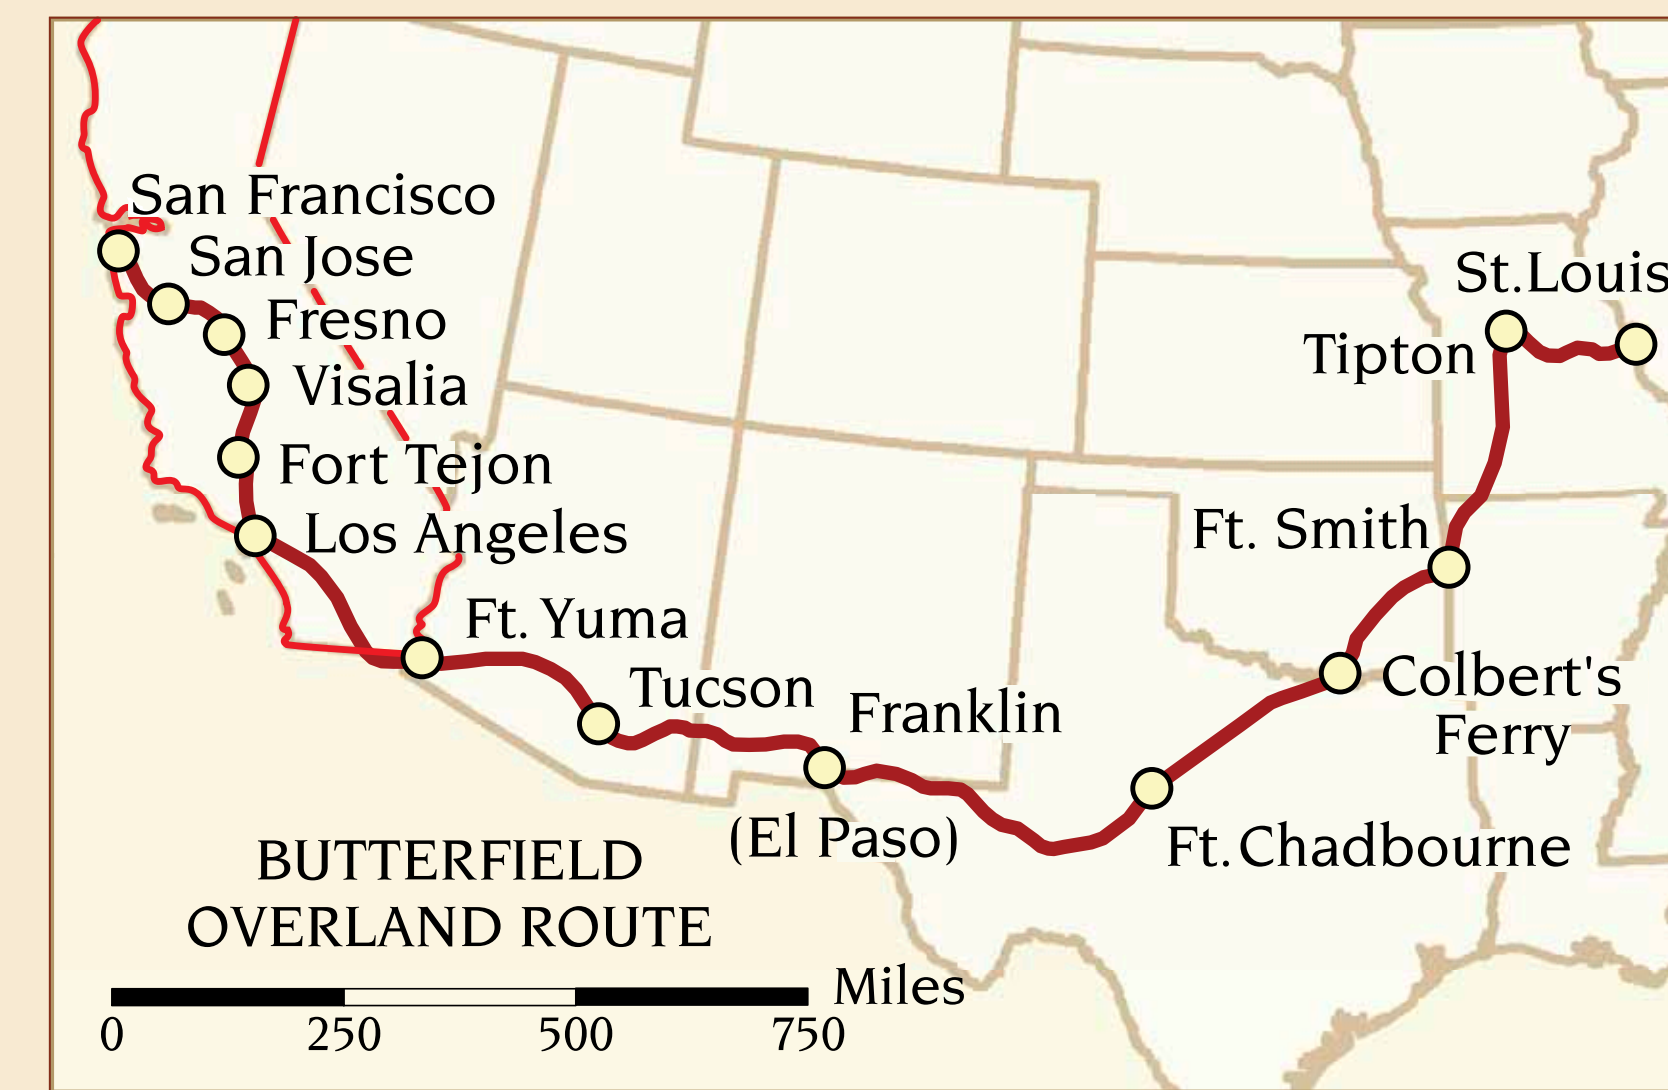 San Francisco
San Jose
Fresno
Visalia
Fort Tejon
Los Angeles
Ft. Yuma
Tucson
Franklin
(El Paso)
Ft. Chadbourne
Colbert's
Ferry
Ft. Smith
Tipton
St. Louis
BUTTERFIELD
OVERLAND ROUTE
Miles
0 250 500 750